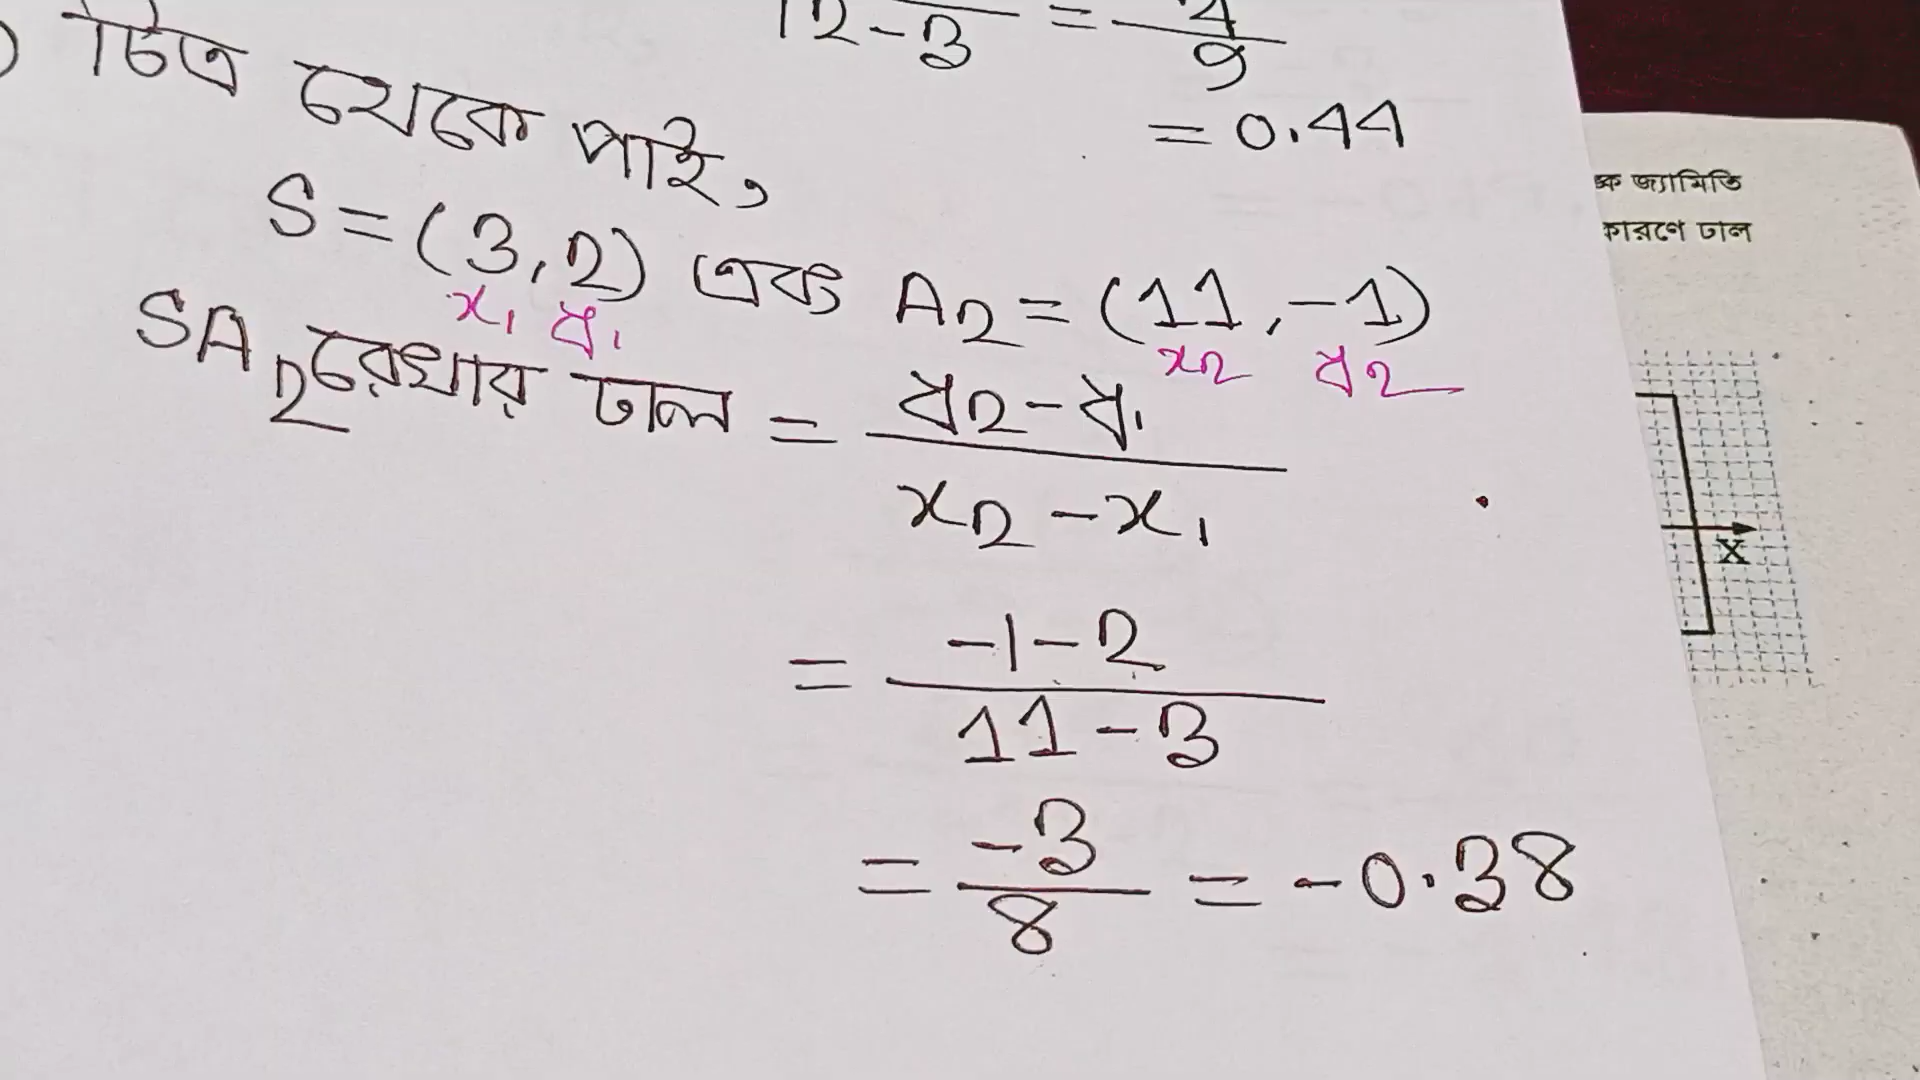 12-3 = 4/9
= 0.44
চিত্র থেকে পাই,
S = (3, 2) এবং A2 = (11, -1)
x1 y1 x2 y2
SA2 রেখার ঢাল = y2 - y1 / x2 - x1
= -1-2 / 11-3
= -3/8 = -0.38
জ্যামিতি
ঢাল
X